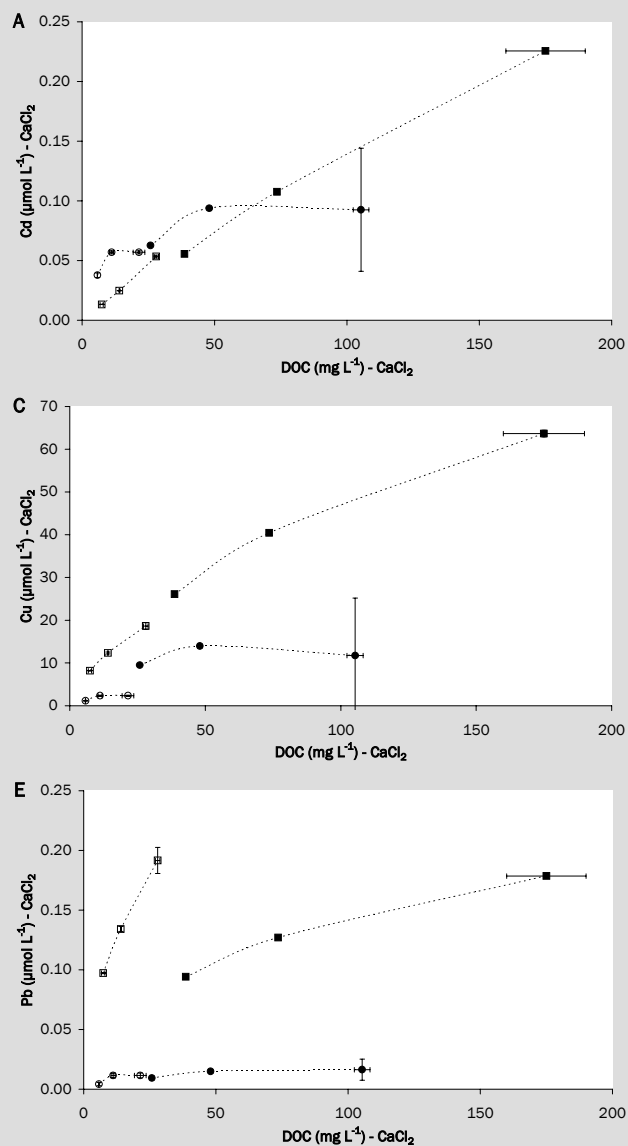 A
0.25
0.20
0.15
0.10
0.05
0.00
Cd (µmol L⁻¹) - CaCl₂
0 50 100 150 200
DOC (mg L⁻¹) - CaCl₂
C
70
60
50
40
30
20
10
0
Cu (µmol L⁻¹) - CaCl₂
0 50 100 150 200
DOC (mg L⁻¹) - CaCl₂
E
0.25
0.20
0.15
0.10
0.05
0.00
Pb (µmol L⁻¹) - CaCl₂
0 50 100 150 200
DOC (mg L⁻¹) - CaCl₂